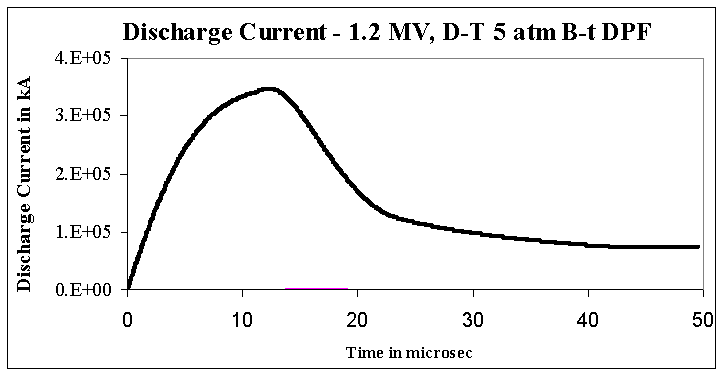 Discharge Current - 1.2 MV, D-T 5 atm B-t DPF
Discharge Current in kA
4.E+05
3.E+05
2.E+05
1.E+05
0.E+00
0 10 20 30 40 50
Time in microsec